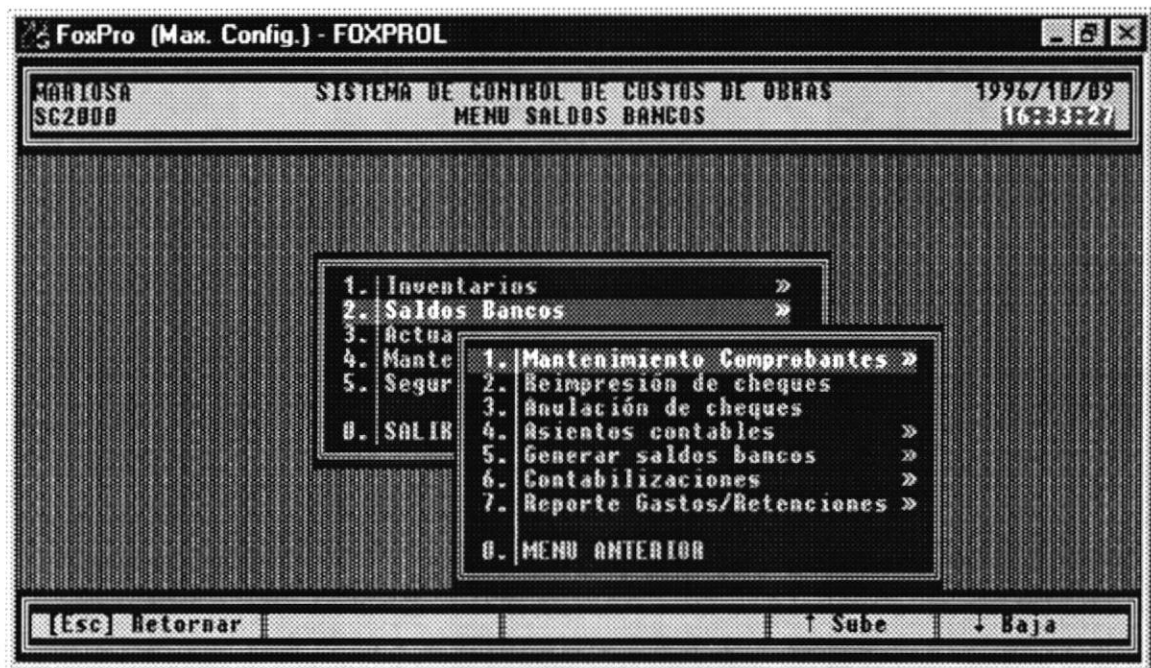 FoxPro (Max. Config.) - FOXPROL
MARIOSA SISTEMA DE CONTROL DE COSTOS DE OBRAS 1996/10/09
SC2000 MENU SALDOS BANCOS 16:33:27
1. Inventarios »
2. Saldos Bancos »
3. Actua
4. Mante
5. Segur
0. SALIR
1. Mantenimiento Comprobantes »
2. Reimpresión de cheques
3. Anulación de cheques
4. Asientos contables »
5. Generar saldos bancos »
6. Contabilizaciones »
7. Reporte Gastos/Retenciones »
0. MENU ANTERIOR
[Esc] Retornar ↑ Sube ↓ Baja